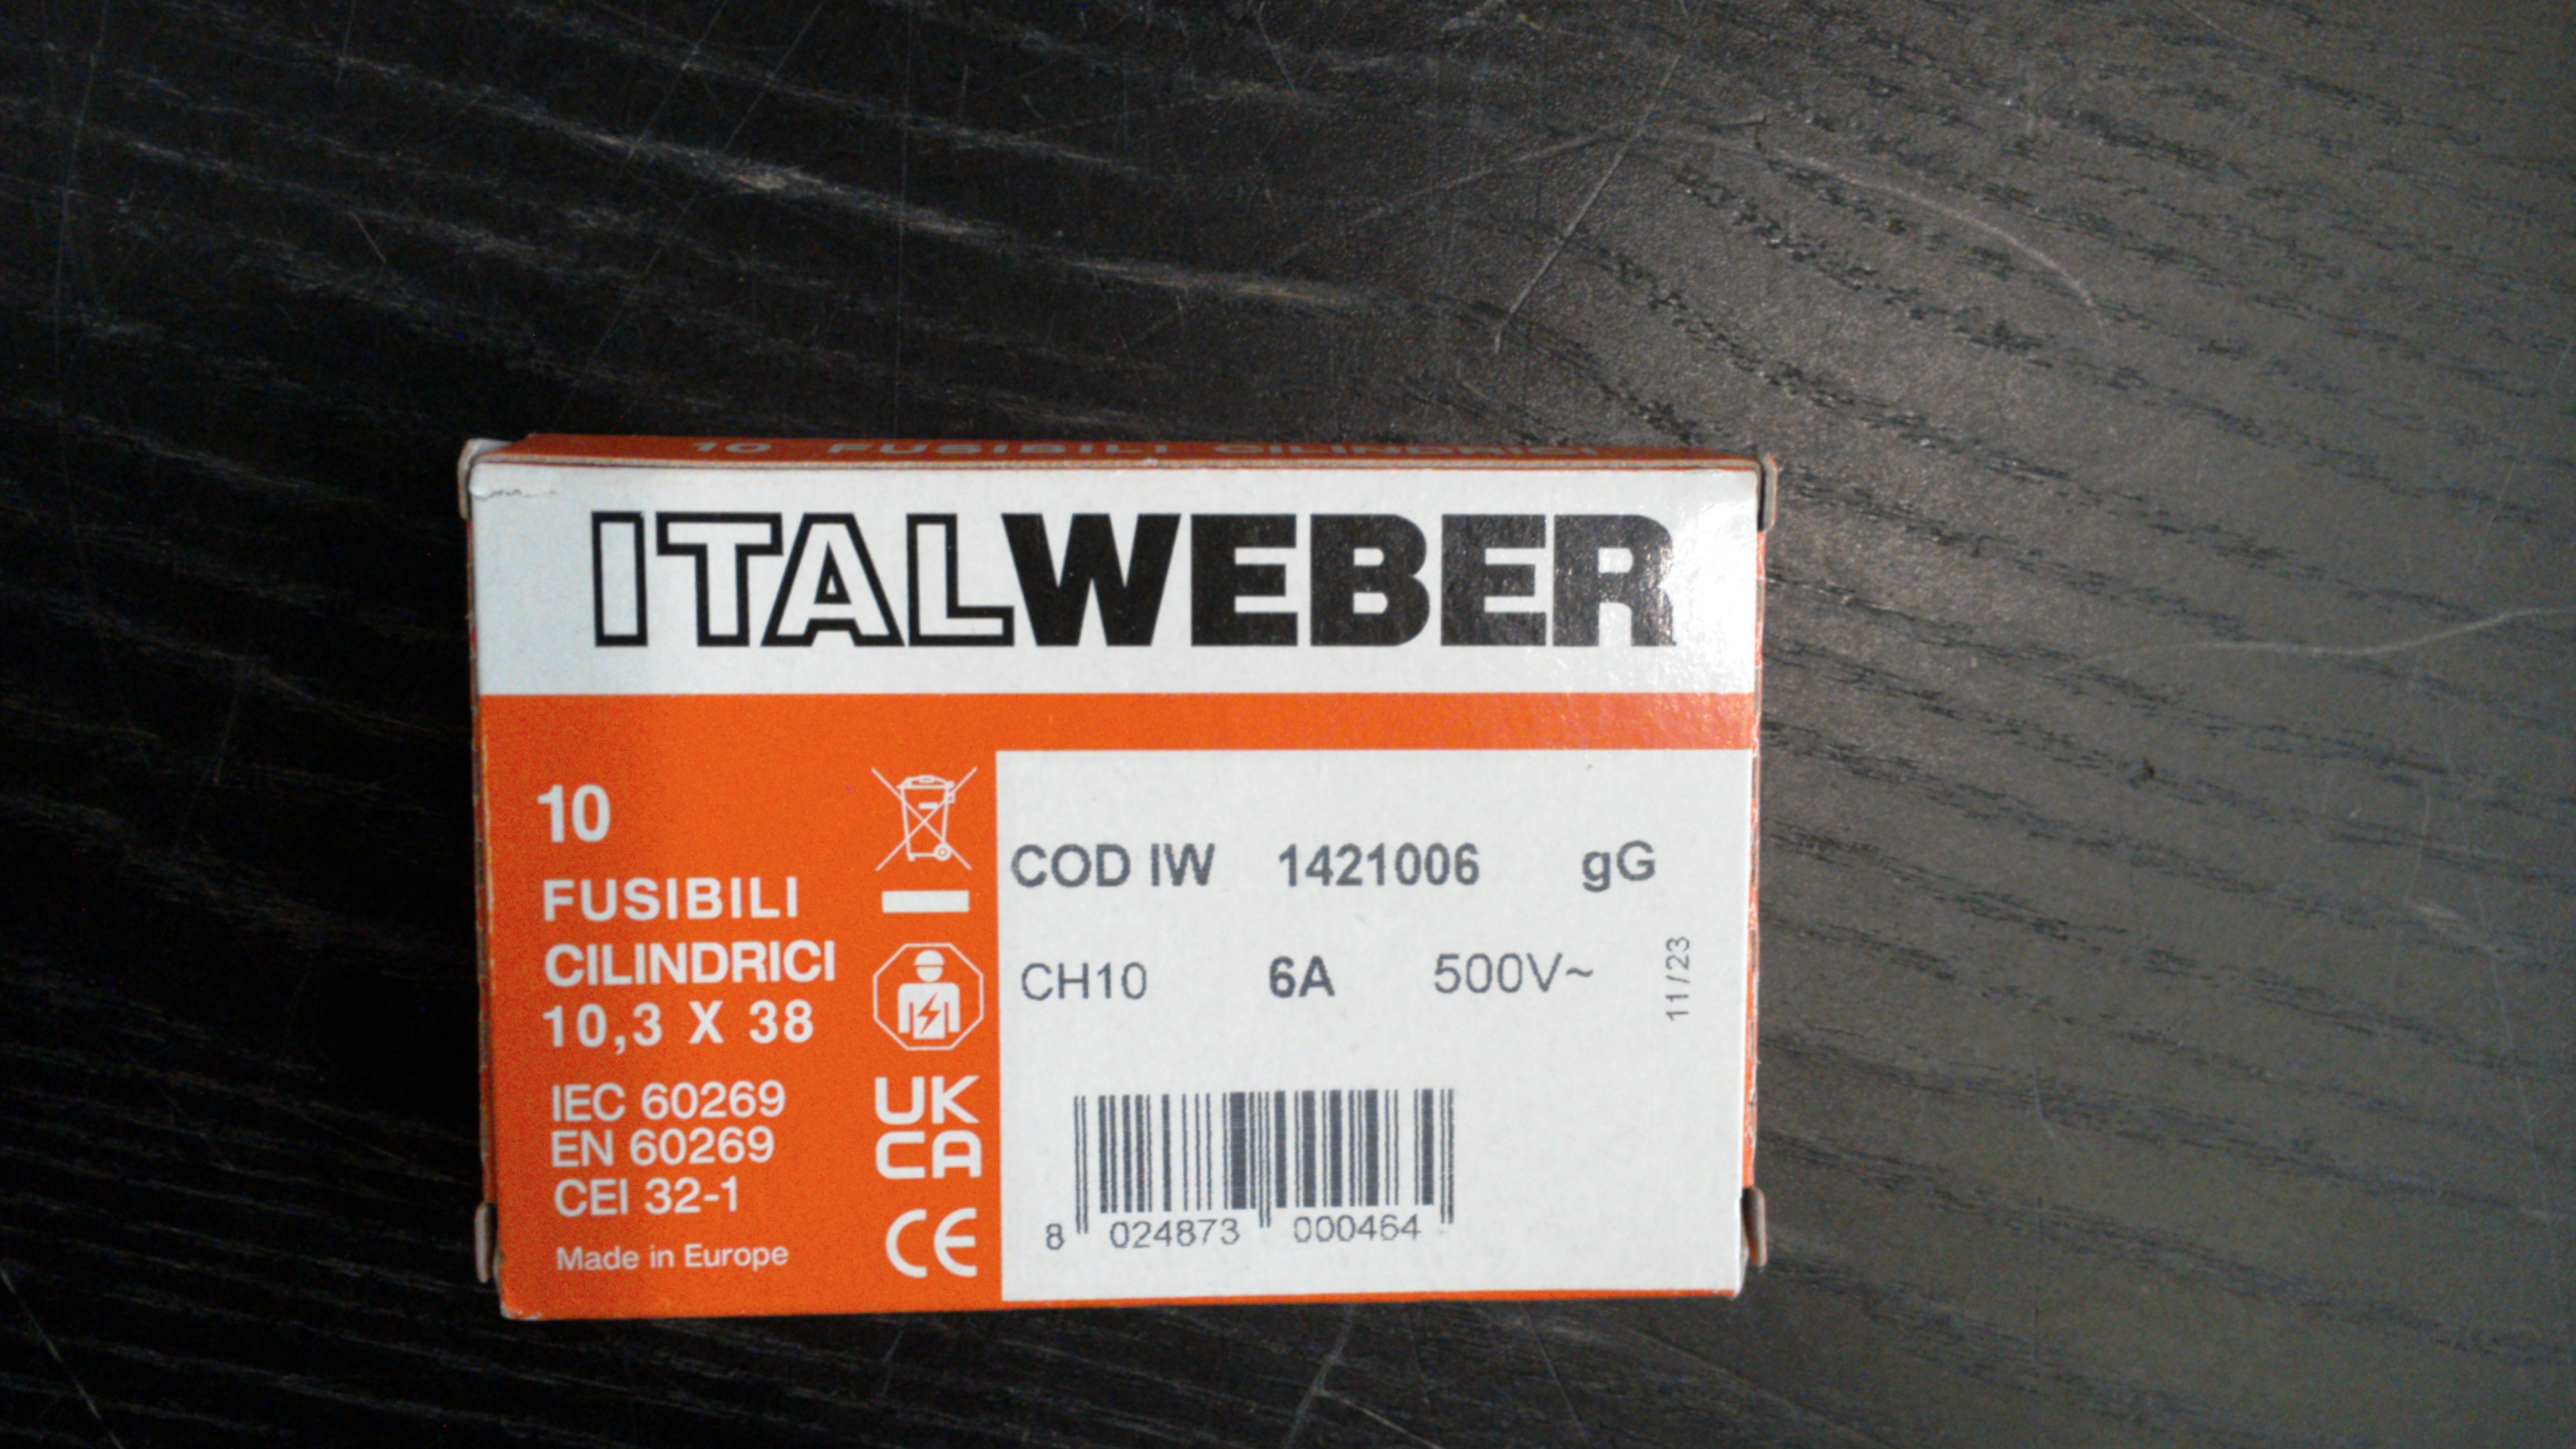 10 FUSIBILI CILINDRICI
ITALWEBER
10
FUSIBILI
CILINDRICI
10,3 X 38
IEC 60269
EN 60269
CEI 32-1
Made in Europe
UK
CA
CE
COD IW 1421006 gG
CH10 6A 500V~
11/23
8 024873 000464